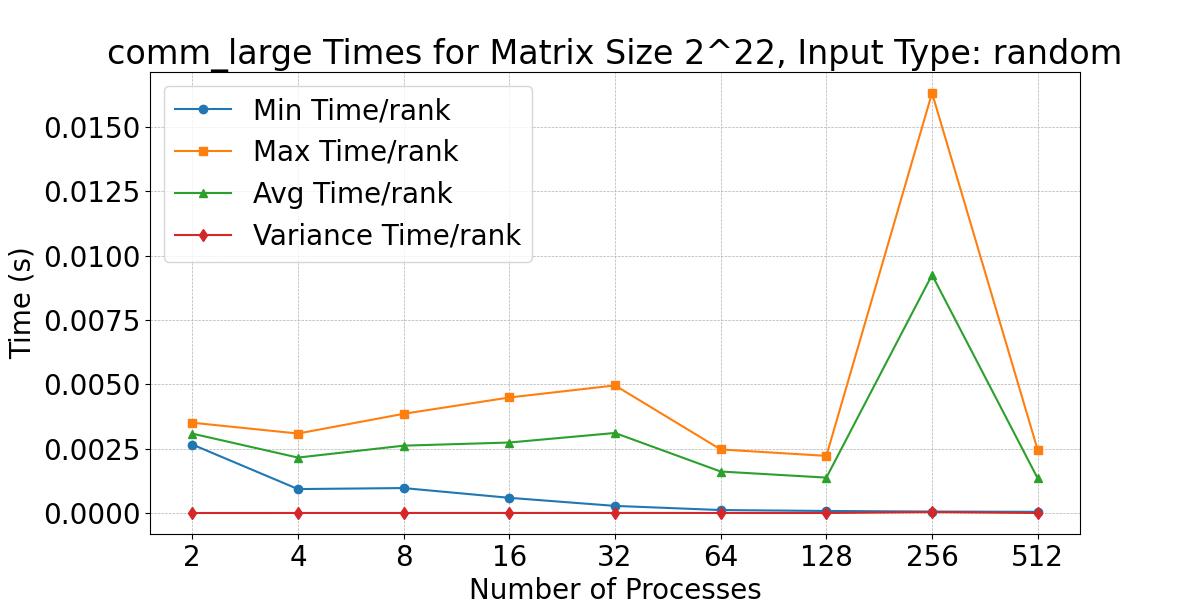 comm_large Times for Matrix Size 2^22, Input Type: random
Min Time/rank
Max Time/rank
Avg Time/rank
Variance Time/rank
Time (s)
0.0150
0.0125
0.0100
0.0075
0.0050
0.0025
0.0000
2 4 8 16 32 64 128 256 512
Number of Processes